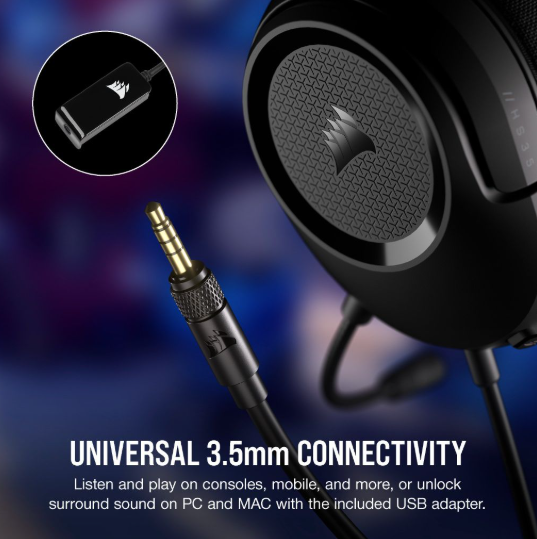 // HS35
UNIVERSAL 3.5mm CONNECTIVITY
Listen and play on consoles, mobile, and more, or unlock
surround sound on PC and MAC with the included USB adapter.